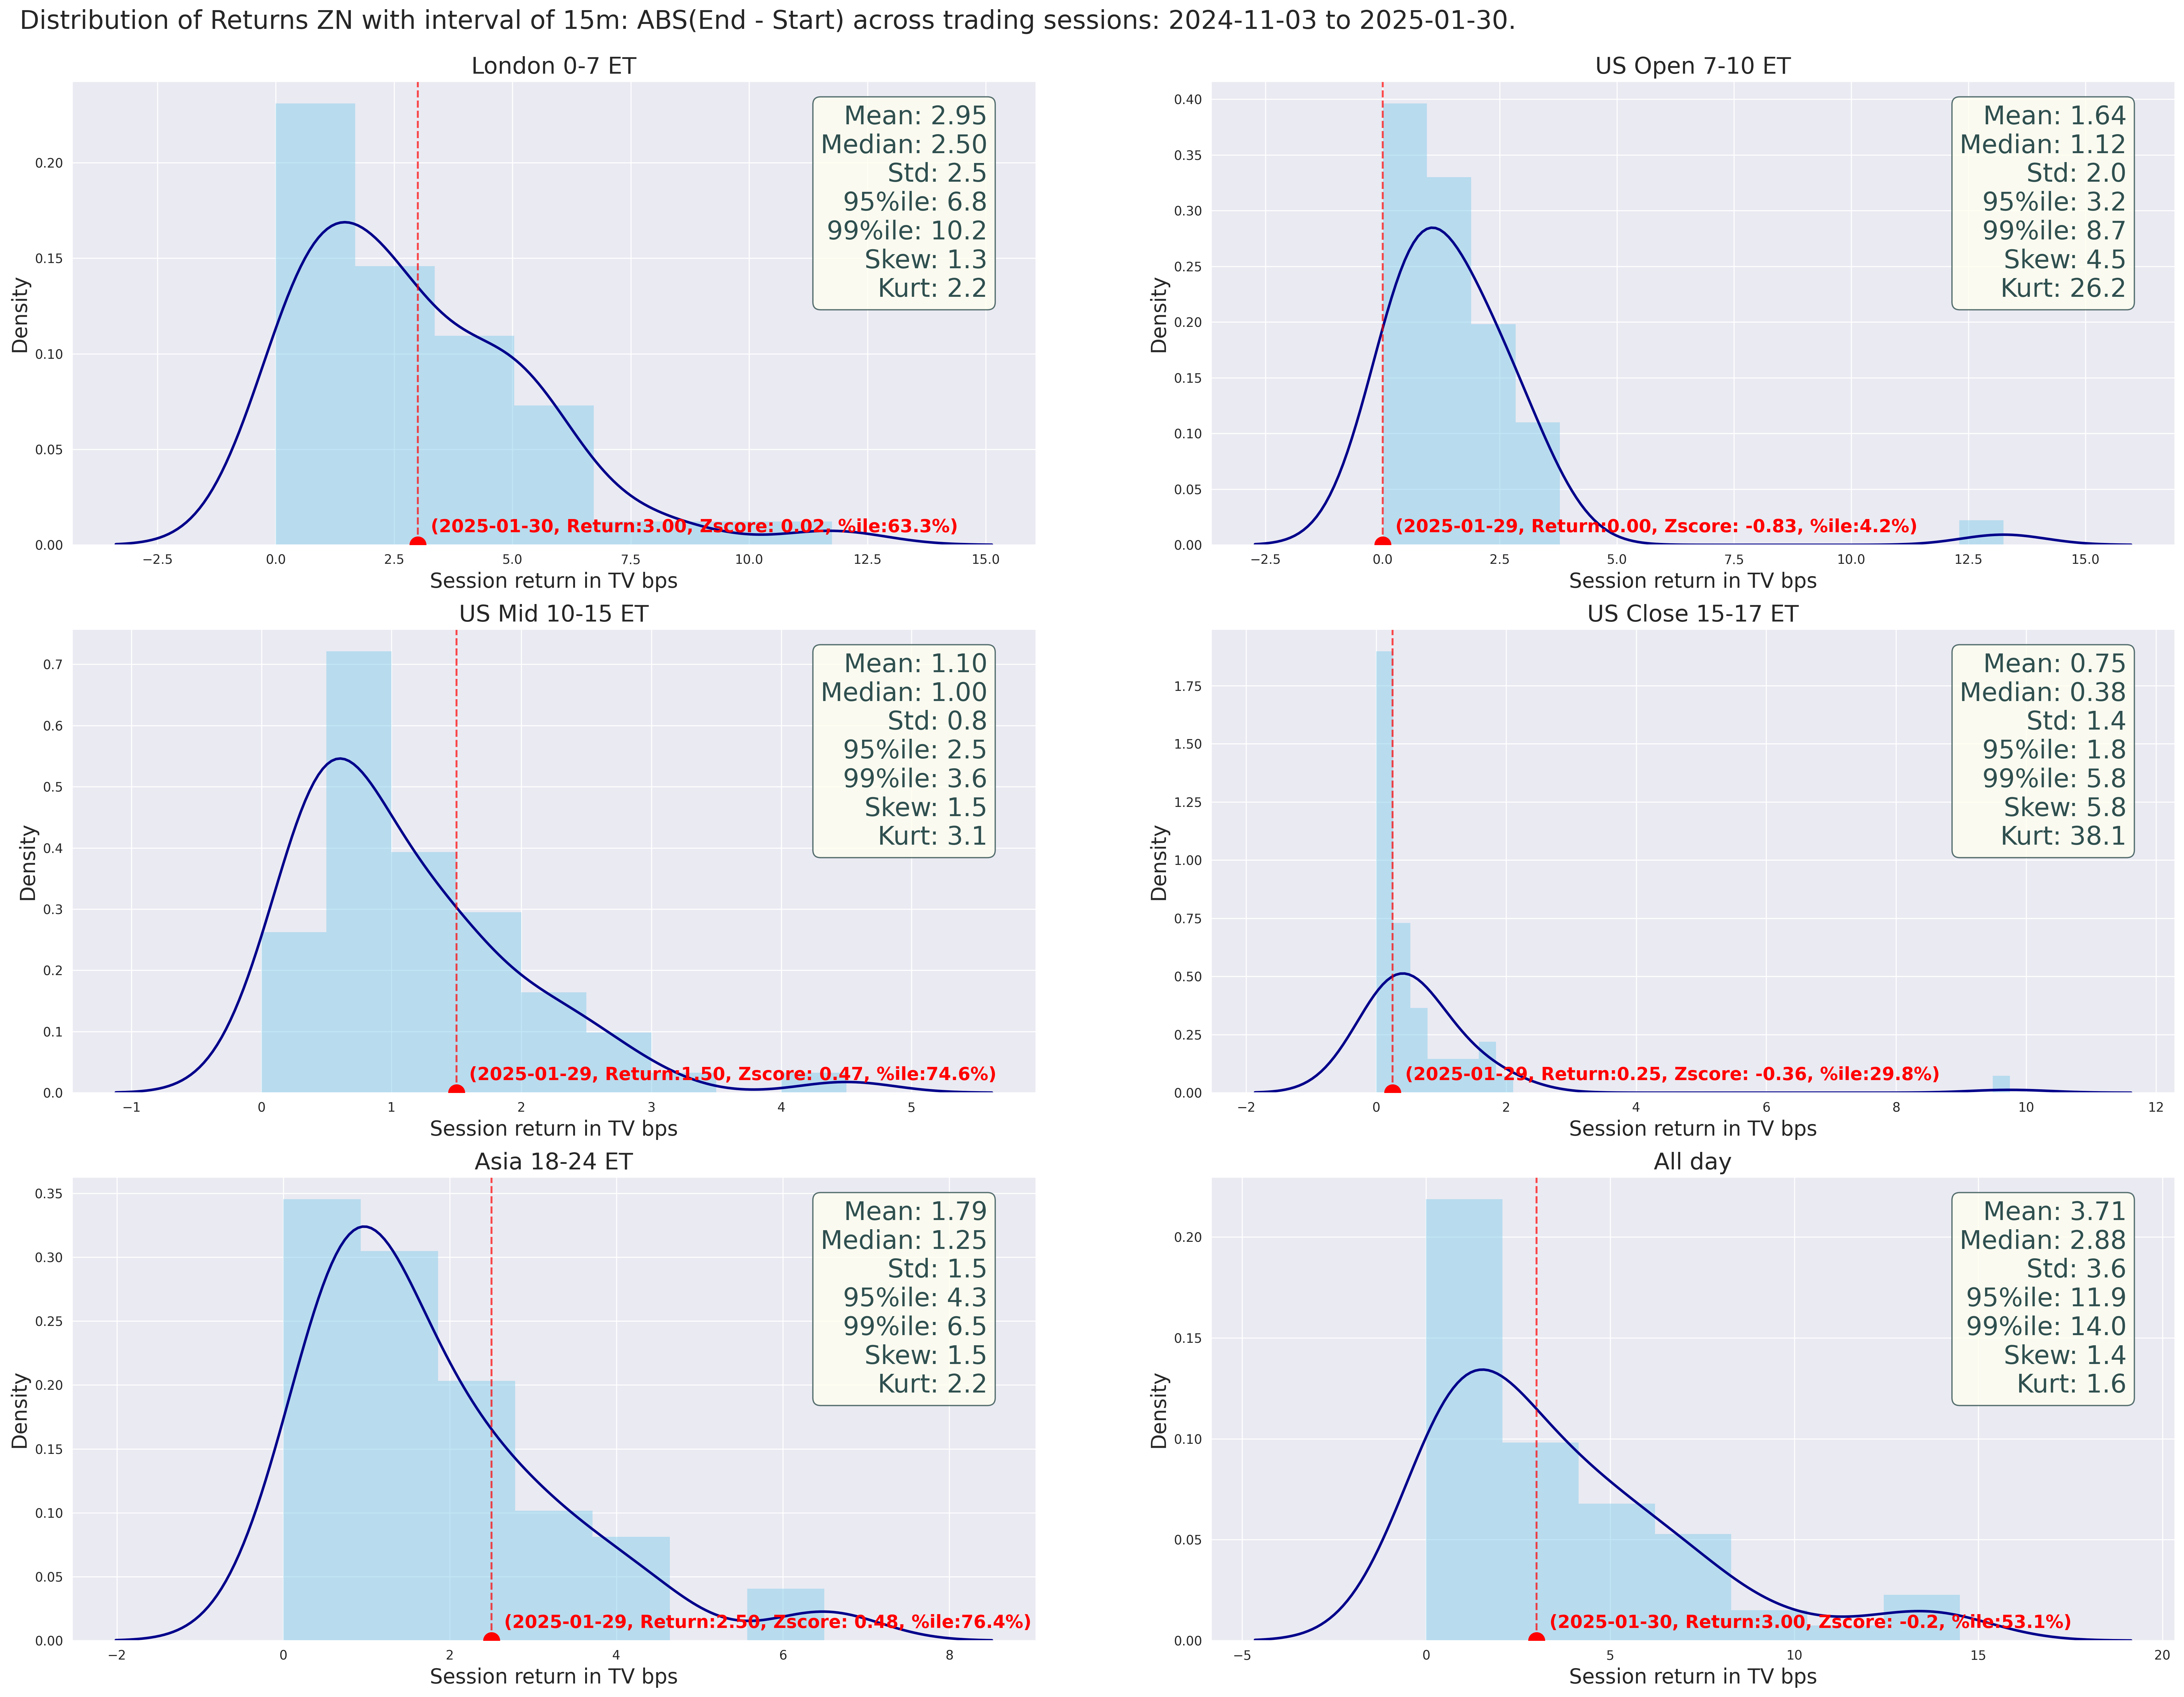 Distribution of Returns ZN with interval of 15m: ABS(End - Start) across trading sessions: 2024-11-03 to 2025-01-30.
London 0-7 ET
Density
0.20
0.15
0.10
0.05
0.00
Mean: 2.95
Median: 2.50
Std: 2.5
95%ile: 6.8
99%ile: 10.2
Skew: 1.3
Kurt: 2.2
(2025-01-30, Return:3.00, Zscore: 0.02, %ile:63.3%)
−2.5 0.0 2.5 5.0 7.5 10.0 12.5 15.0
Session return in TV bps
US Open 7-10 ET
Density
0.40
0.35
0.30
0.25
0.20
0.15
0.10
0.05
0.00
Mean: 1.64
Median: 1.12
Std: 2.0
95%ile: 3.2
99%ile: 8.7
Skew: 4.5
Kurt: 26.2
(2025-01-29, Return:0.00, Zscore: -0.83, %ile:4.2%)
−2.5 0.0 2.5 5.0 7.5 10.0 12.5 15.0
Session return in TV bps
US Mid 10-15 ET
Density
0.7
0.6
0.5
0.4
0.3
0.2
0.1
0.0
Mean: 1.10
Median: 1.00
Std: 0.8
95%ile: 2.5
99%ile: 3.6
Skew: 1.5
Kurt: 3.1
(2025-01-29, Return:1.50, Zscore: 0.47, %ile:74.6%)
−1 0 1 2 3 4 5
Session return in TV bps
US Close 15-17 ET
Density
1.75
1.50
1.25
1.00
0.75
0.50
0.25
0.00
Mean: 0.75
Median: 0.38
Std: 1.4
95%ile: 1.8
99%ile: 5.8
Skew: 5.8
Kurt: 38.1
(2025-01-29, Return:0.25, Zscore: -0.36, %ile:29.8%)
−2 0 2 4 6 8 10 12
Session return in TV bps
Asia 18-24 ET
Density
0.35
0.30
0.25
0.20
0.15
0.10
0.05
0.00
Mean: 1.79
Median: 1.25
Std: 1.5
95%ile: 4.3
99%ile: 6.5
Skew: 1.5
Kurt: 2.2
(2025-01-29, Return:2.50, Zscore: 0.48, %ile:76.4%)
−2 0 2 4 6 8
Session return in TV bps
All day
Density
0.20
0.15
0.10
0.05
0.00
Mean: 3.71
Median: 2.88
Std: 3.6
95%ile: 11.9
99%ile: 14.0
Skew: 1.4
Kurt: 1.6
(2025-01-30, Return:3.00, Zscore: -0.2, %ile:53.1%)
−5 0 5 10 15 20
Session return in TV bps